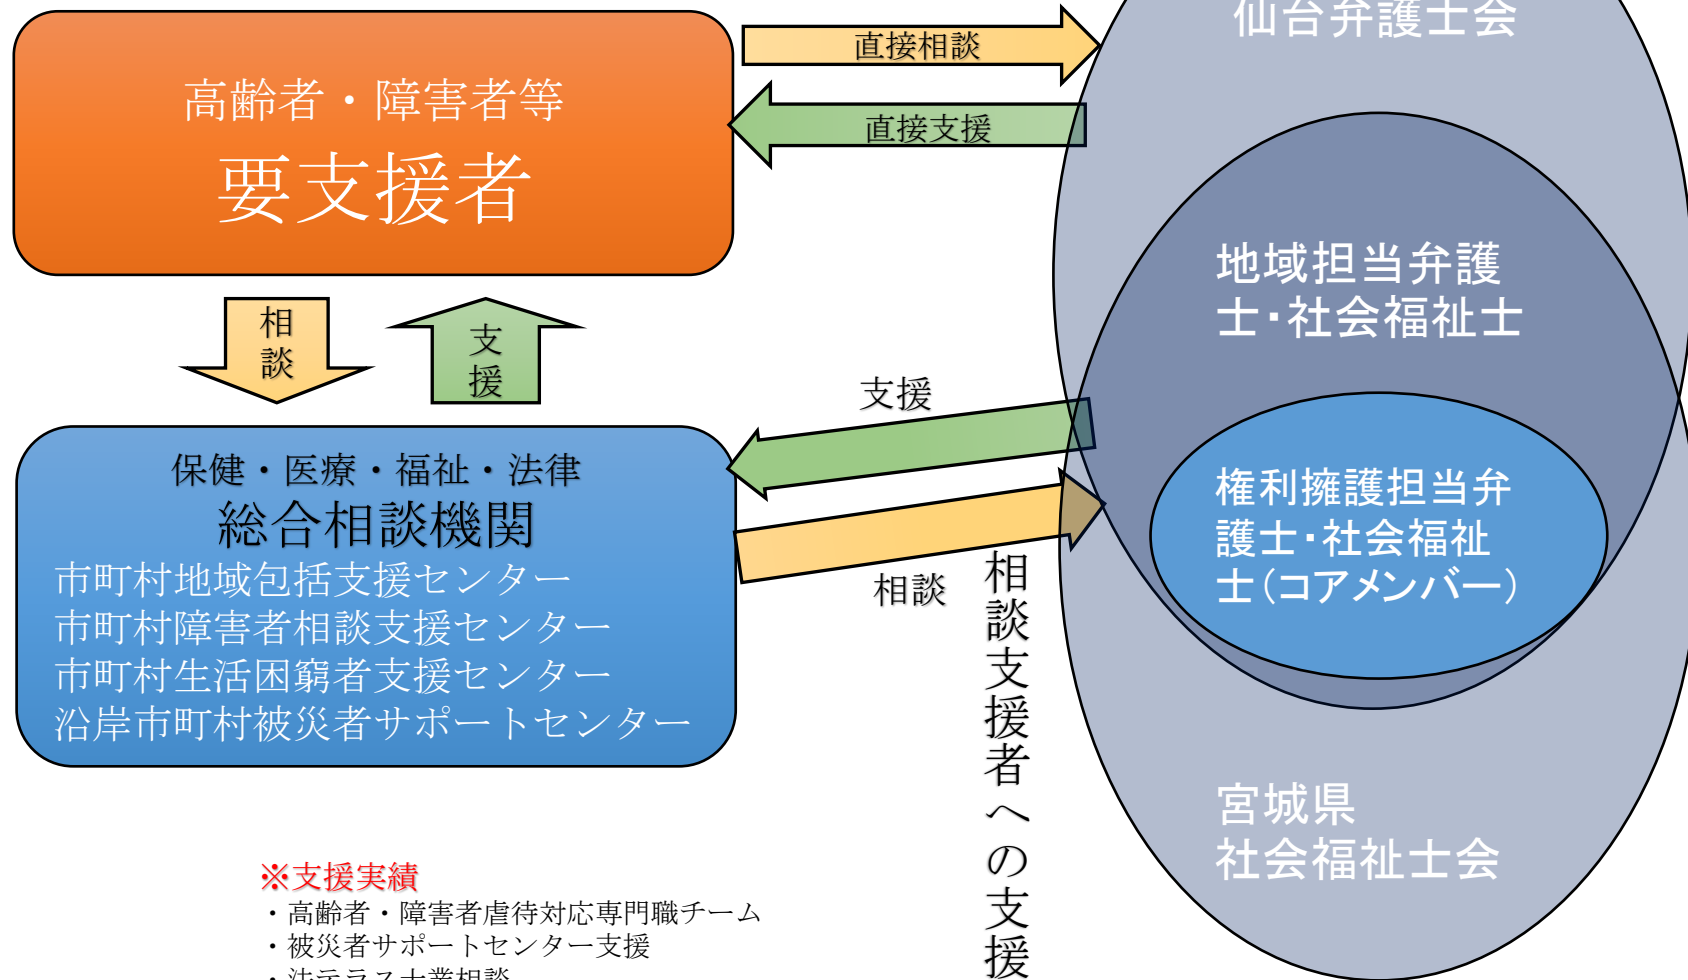 高齢者・障害者等
要支援者
直接相談
直接支援
仙台弁護士会
地域担当弁護
士・社会福祉士
権利擁護担当弁
護士・社会福祉
士（コアメンバー）
宮城県
社会福祉士会
相談
支援
支援
相談
保健・医療・福祉・法律
総合相談機関
市町村地域包括支援センター
市町村障害者相談支援センター
市町村生活困窮者支援センター
沿岸市町村被災者サポートセンター
相談支援者への支援
※支援実績
・高齢者・障害者虐待対応専門職チーム
・被災者サポートセンター支援
・法テラス士業相談